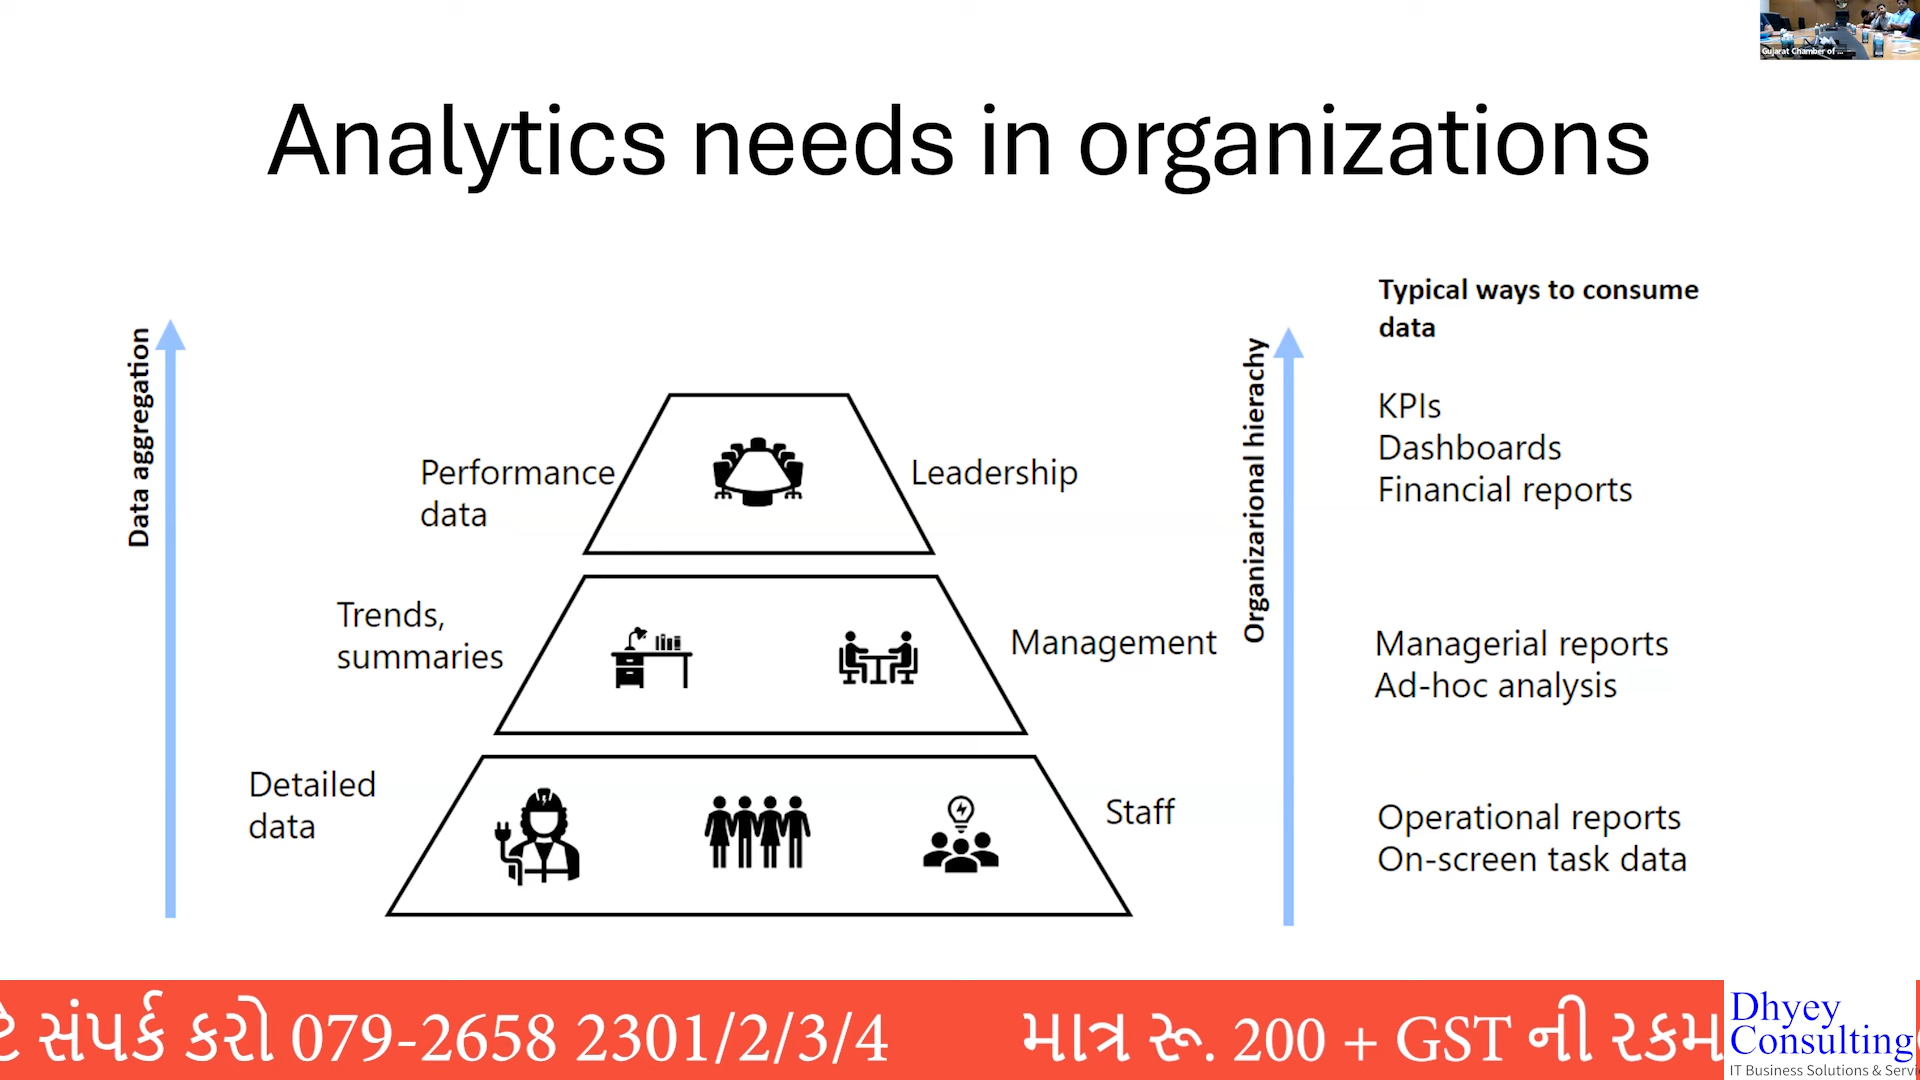 Gujarat Chamber of ...
Analytics needs in organizations
Data aggregation
Performance
data
Trends,
summaries
Detailed
data
Leadership
Management
Staff
Organizarional hierachy
Typical ways to consume
data
KPIs
Dashboards
Financial reports
Managerial reports
Ad-hoc analysis
Operational reports
On-screen task data
સંપર્ક કરો 079-2658 2301/2/3/4 માત્ર રૂ. 200 + GST ની રકમ
Dhyey
Consulting
IT Business Solutions &